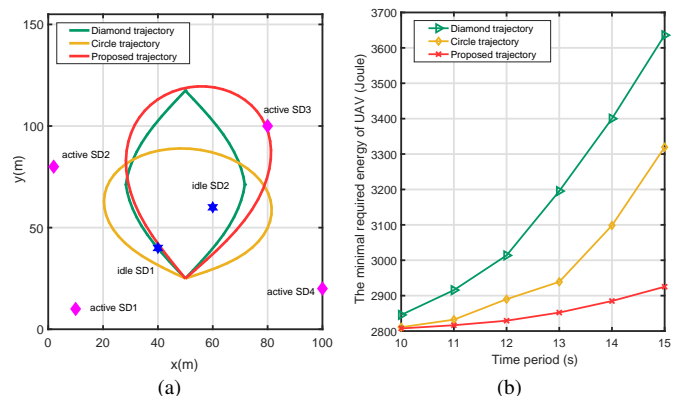 Diamond trajectory
Circle trajectory
Proposed trajectory
active SD3
active SD2
idle SD2
idle SD1
active SD4
active SD1
150
100
50
0
0 20 40 60 80 100
y(m)
x(m)
(a)
Diamond trajectory
Circle trajectory
Proposed trajectory
3700
3600
3500
3400
3300
3200
3100
3000
2900
2800
10 11 12 13 14 15
The minimal required energy of UAV (Joule)
Time period (s)
(b)